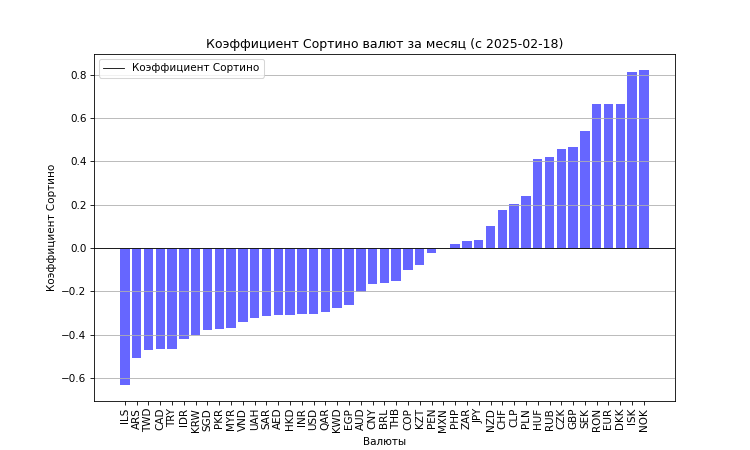 Коэффициент Сортино валют за месяц (с 2025-02-18)
Коэффициент Сортино
Коэффициент Сортино
0.8
0.6
0.4
0.2
0.0
−0.2
−0.4
−0.6
ILS ARS TWD CAD TRY IDR KRW SGD PKR MYR VND UAH SAR AED HKD INR USD QAR KWD EGP AUD CNY BRL THB COP KZT PEN MXN PHP ZAR JPY NZD CHF CLP PLN HUF RUB CZK GBP SEK RON EUR DKK ISK NOK
Валюты